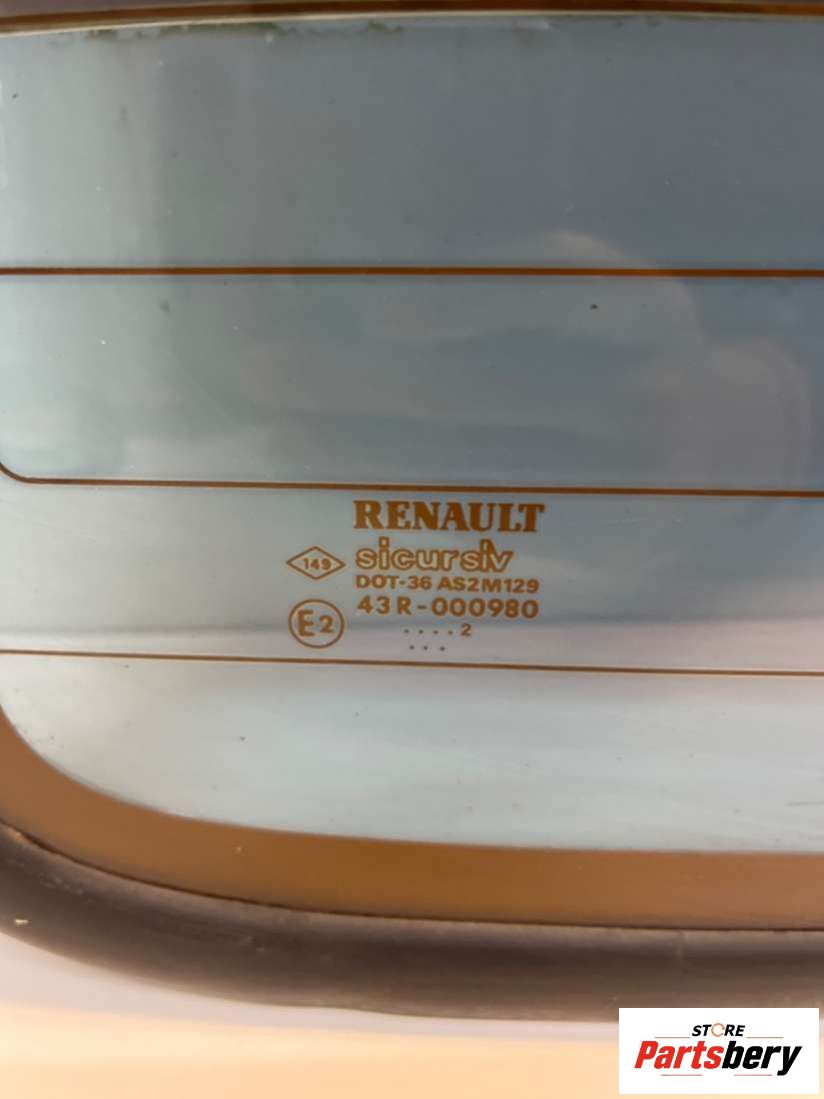 RENAULT
149 sicursiv
DOT-36 AS2M129
E2 43R-000980
....2
...
STORE
Partsbery